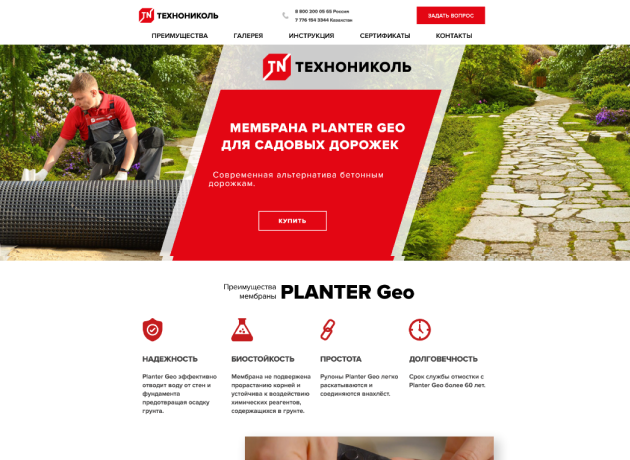 ТЕХНОНИКОЛЬ
8 800 200 05 65 Россия
7 776 194 3344 Казахстан
ЗАДАТЬ ВОПРОС
ПРЕИМУЩЕСТВА ГАЛЕРЕЯ ИНСТРУКЦИЯ СЕРТИФИКАТЫ КОНТАКТЫ
ТЕХНОНИКОЛЬ
МЕМБРАНА PLANTER GEO
ДЛЯ САДОВЫХ ДОРОЖЕК
Современная альтернатива бетонным
дорожкам.
КУПИТЬ
Преимущества
мембраны
PLANTER Geo
НАДЕЖНОСТЬ
Planter Geo эффективно
отводит воду от стен и
фундамента
предотвращая осадку
грунта.
БИОСТОЙКОСТЬ
Мембрана не подвержена
прорастанию корней и
устойчива к воздействию
химических реагентов,
содержащихся в грунте.
ПРОСТОТА
Рулоны Planter Geo легко
раскатываются и
соединяются внахлёст.
ДОЛГОВЕЧНОСТЬ
Срок службы отмостки с
Planter Geo более 60 лет.